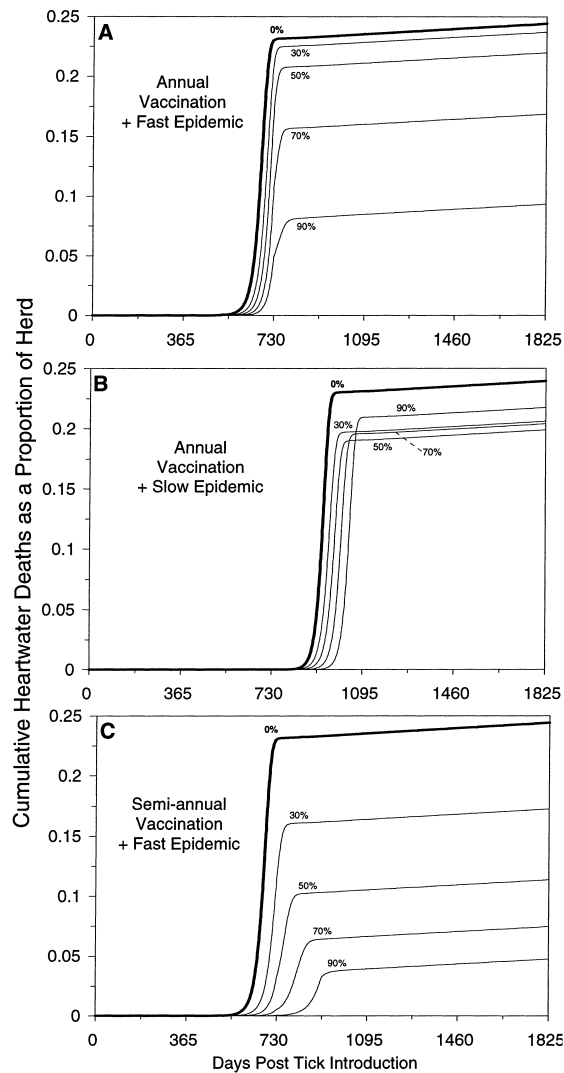 Cumulative Heartwater Deaths as a Proportion of Herd
A
0.25
0.2
0.15
0.1
0.05
0
Annual
Vaccination
+ Fast Epidemic
0%
30%
50%
70%
90%
0 365 730 1095 1460 1825
B
0.25
0.2
0.15
0.1
0.05
0
Annual
Vaccination
+ Slow Epidemic
0%
90%
30%
50%
70%
0 365 730 1095 1460 1825
C
0.25
0.2
0.15
0.1
0.05
0
Semi-annual
Vaccination
+ Fast Epidemic
0%
30%
50%
70%
90%
0 365 730 1095 1460 1825
Days Post Tick Introduction